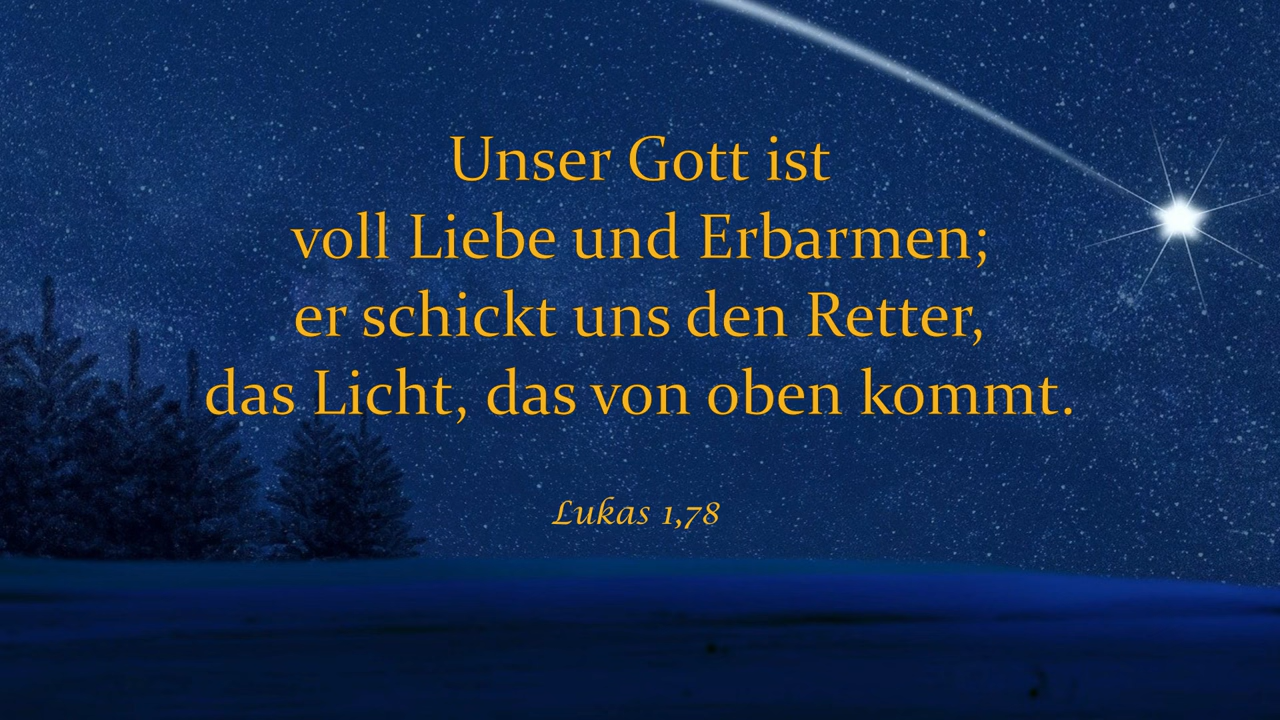 Unser Gott ist
voll Liebe und Erbarmen;
er schickt uns den Retter,
das Licht, das von oben kommt.
Lukas 1,78